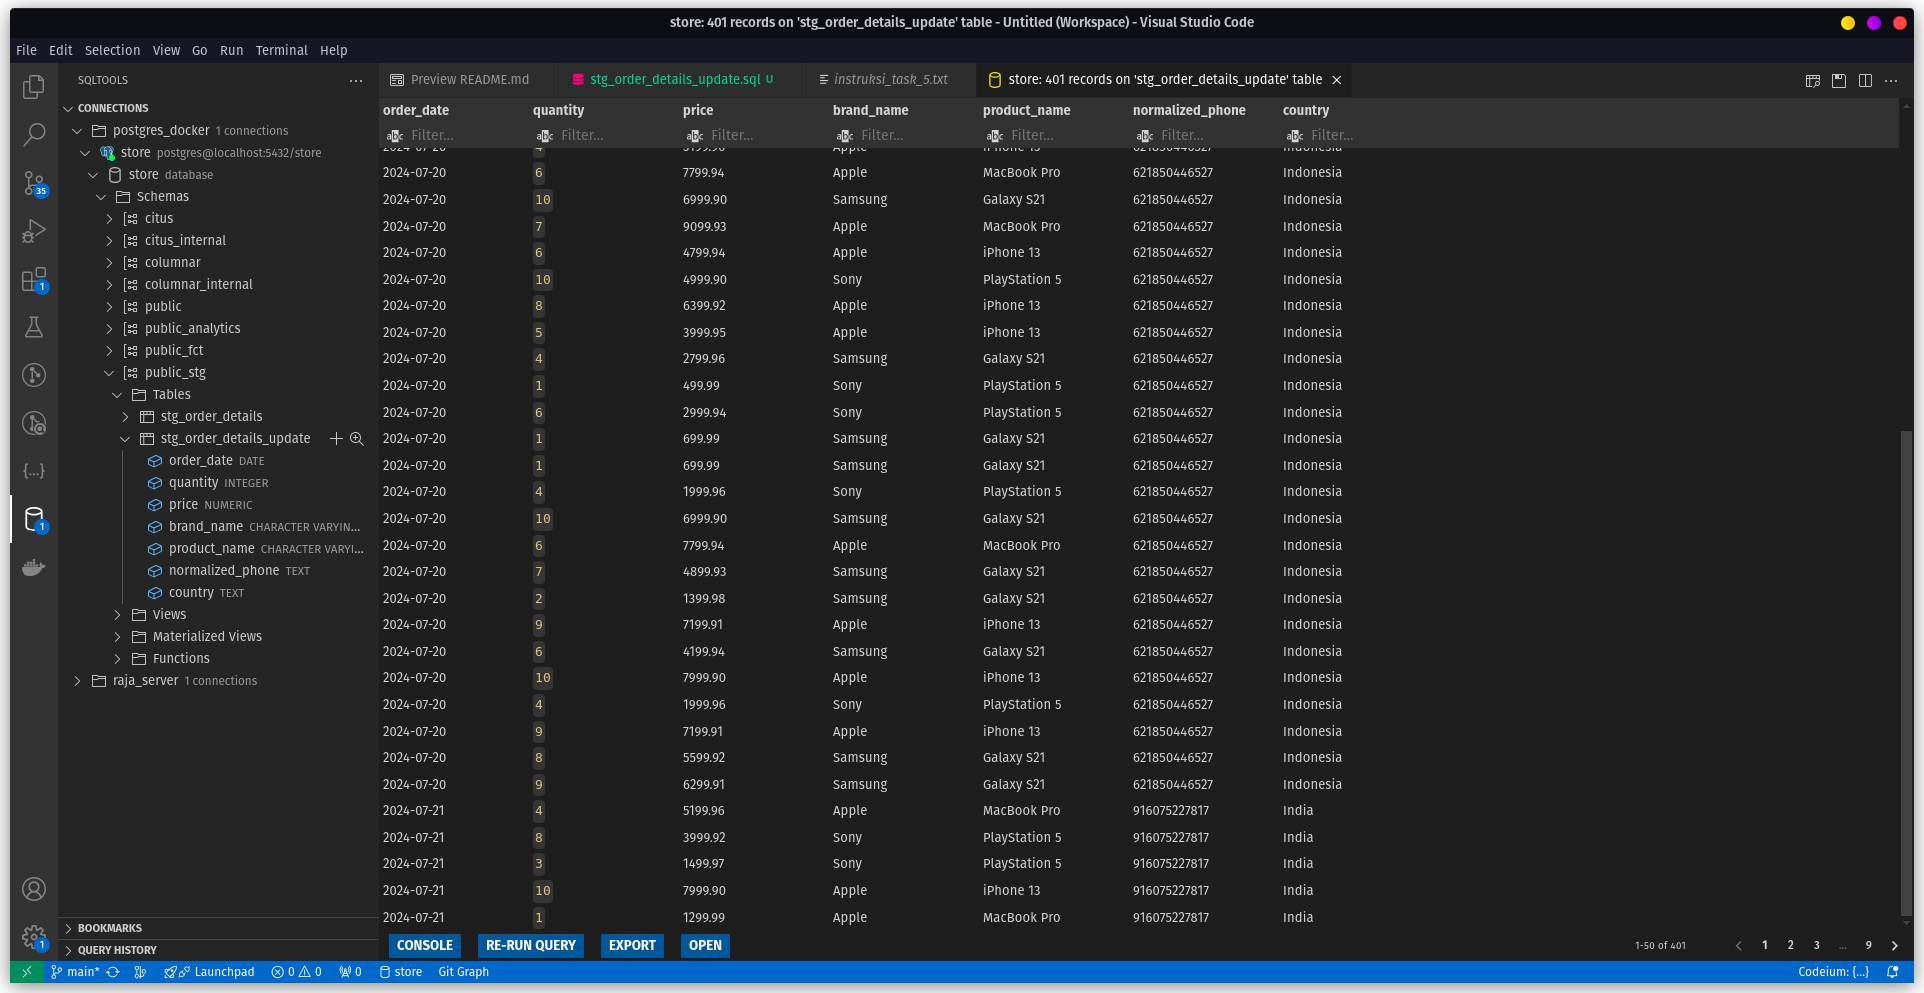 store: 401 records on 'stg_order_details_update' table - Untitled (Workspace) - Visual Studio Code
File Edit Selection View Go Run Terminal Help
SQLTOOLS ...
Preview README.md stg_order_details_update.sql U instruksi_task_5.txt store: 401 records on 'stg_order_details_update' table
CONNECTIONS
postgres_docker 1 connections
store postgres@localhost:5432/store
store database
Schemas
citus
citus_internal
columnar
columnar_internal
public
public_analytics
public_fct
public_stg
Tables
stg_order_details
stg_order_details_update
order_date DATE
quantity INTEGER
price NUMERIC
brand_name CHARACTER VARYIN...
product_name CHARACTER VARYI...
normalized_phone TEXT
country TEXT
Views
Materialized Views
Functions
raja_server 1 connections
BOOKMARKS
QUERY HISTORY
35
1
1
1
order_date quantity price brand_name product_name normalized_phone country
abc Filter... abc Filter... abc Filter... abc Filter... abc Filter... abc Filter... abc Filter...
2024-07-20 4 5199.96 Apple iPhone 13 621850446527 Indonesia
2024-07-20 6 7799.94 Apple MacBook Pro 621850446527 Indonesia
2024-07-20 10 6999.90 Samsung Galaxy S21 621850446527 Indonesia
2024-07-20 7 9099.93 Apple MacBook Pro 621850446527 Indonesia
2024-07-20 6 4799.94 Apple iPhone 13 621850446527 Indonesia
2024-07-20 10 4999.90 Sony PlayStation 5 621850446527 Indonesia
2024-07-20 8 6399.92 Apple iPhone 13 621850446527 Indonesia
2024-07-20 5 3999.95 Apple iPhone 13 621850446527 Indonesia
2024-07-20 4 2799.96 Samsung Galaxy S21 621850446527 Indonesia
2024-07-20 1 499.99 Sony PlayStation 5 621850446527 Indonesia
2024-07-20 6 2999.94 Sony PlayStation 5 621850446527 Indonesia
2024-07-20 1 699.99 Samsung Galaxy S21 621850446527 Indonesia
2024-07-20 1 699.99 Samsung Galaxy S21 621850446527 Indonesia
2024-07-20 4 1999.96 Sony PlayStation 5 621850446527 Indonesia
2024-07-20 10 6999.90 Samsung Galaxy S21 621850446527 Indonesia
2024-07-20 6 7799.94 Apple MacBook Pro 621850446527 Indonesia
2024-07-20 7 4899.93 Samsung Galaxy S21 621850446527 Indonesia
2024-07-20 2 1399.98 Samsung Galaxy S21 621850446527 Indonesia
2024-07-20 9 7199.91 Apple iPhone 13 621850446527 Indonesia
2024-07-20 6 4199.94 Samsung Galaxy S21 621850446527 Indonesia
2024-07-20 10 7999.90 Apple iPhone 13 621850446527 Indonesia
2024-07-20 4 1999.96 Sony PlayStation 5 621850446527 Indonesia
2024-07-20 9 7199.91 Apple iPhone 13 621850446527 Indonesia
2024-07-20 8 5599.92 Samsung Galaxy S21 621850446527 Indonesia
2024-07-20 9 6299.91 Samsung Galaxy S21 621850446527 Indonesia
2024-07-21 4 5199.96 Apple MacBook Pro 916075227817 India
2024-07-21 8 3999.92 Sony PlayStation 5 916075227817 India
2024-07-21 3 1499.97 Sony PlayStation 5 916075227817 India
2024-07-21 10 7999.90 Apple iPhone 13 916075227817 India
2024-07-21 1 1299.99 Apple MacBook Pro 916075227817 India
CONSOLE RE-RUN QUERY EXPORT OPEN 1-50 of 401 1 2 3 ... 9
main* Launchpad 0 0 0 store Git Graph Codeium: {...}